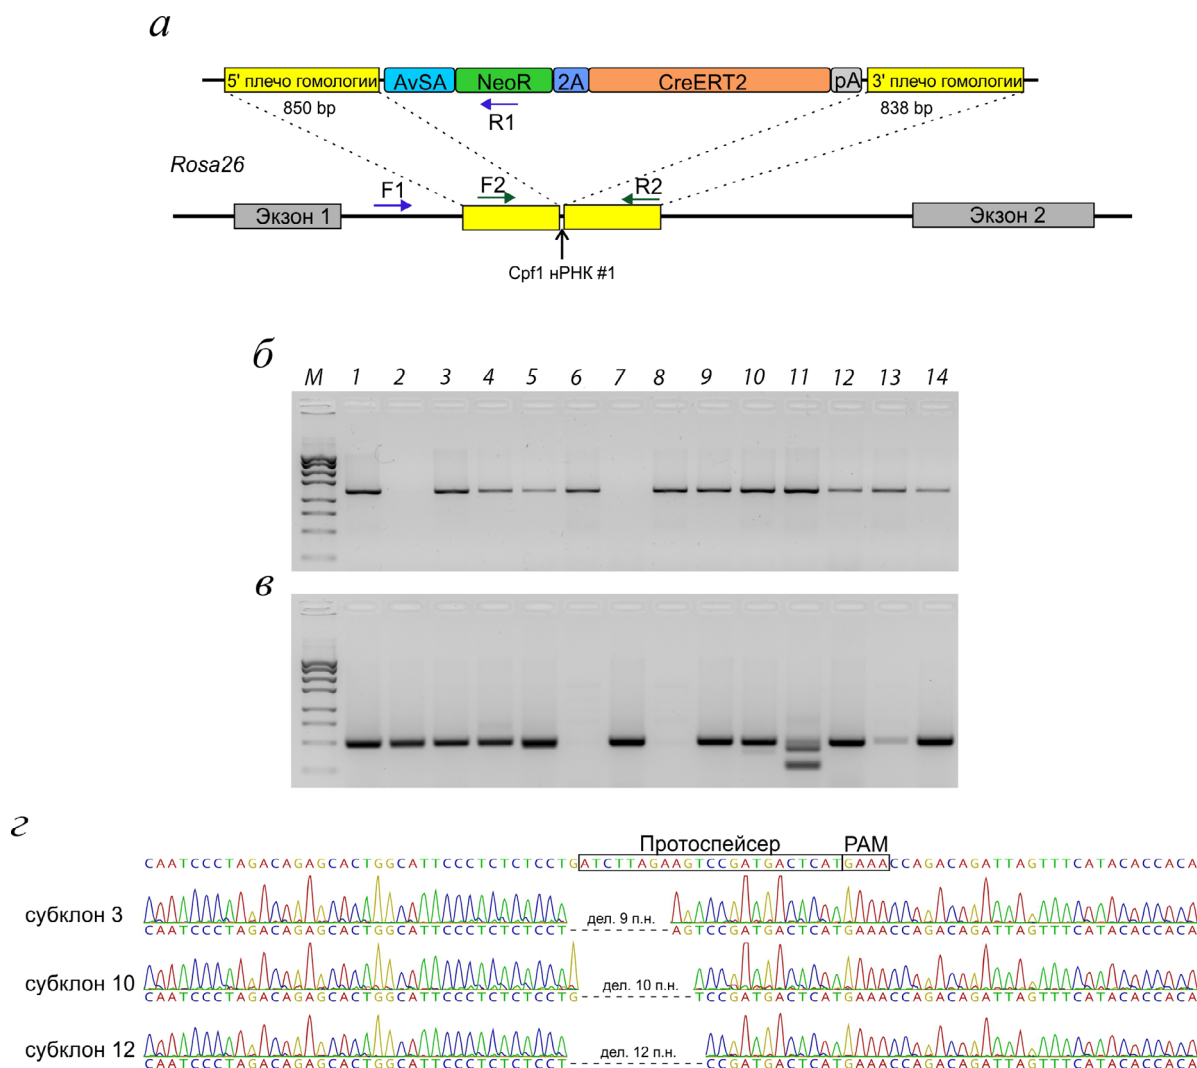 а
5' плечо гомологии AvSA NeoR 2A CreERT2 pA 3' плечо гомологии
850 bp R1 838 bp
Rosa26
F1 F2 R2
Экзон 1 Экзон 2
Cpf1 нРНК #1
б
M 1 2 3 4 5 6 7 8 9 10 11 12 13 14
в
г
Протоспейсер PAM
CAATCCCTAGACAGAGCACTGGCATTCCCTCTCTCCTGATCTTAGAAGTCCGATGACTCATGAAACCAGACAGATTAGTTTCATACACCACA
субклон 3 дел. 9 п.н.
CAATCCCTAGACAGAGCACTGGCATTCCCTCTCTCCT---------AGTCCGATGACTCATGAAACCAGACAGATTAGTTTCATACACCACA
субклон 10 дел. 10 п.н.
CAATCCCTAGACAGAGCACTGGCATTCCCTCTCTCCTG----------TCCGATGACTCATGAAACCAGACAGATTAGTTTCATACACCACA
субклон 12 дел. 12 п.н.
CAATCCCTAGACAGAGCACTGGCATTCCCTCTCTCCT------------CCGATGACTCATGAAACCAGACAGATTAGTTTCATACACCACA